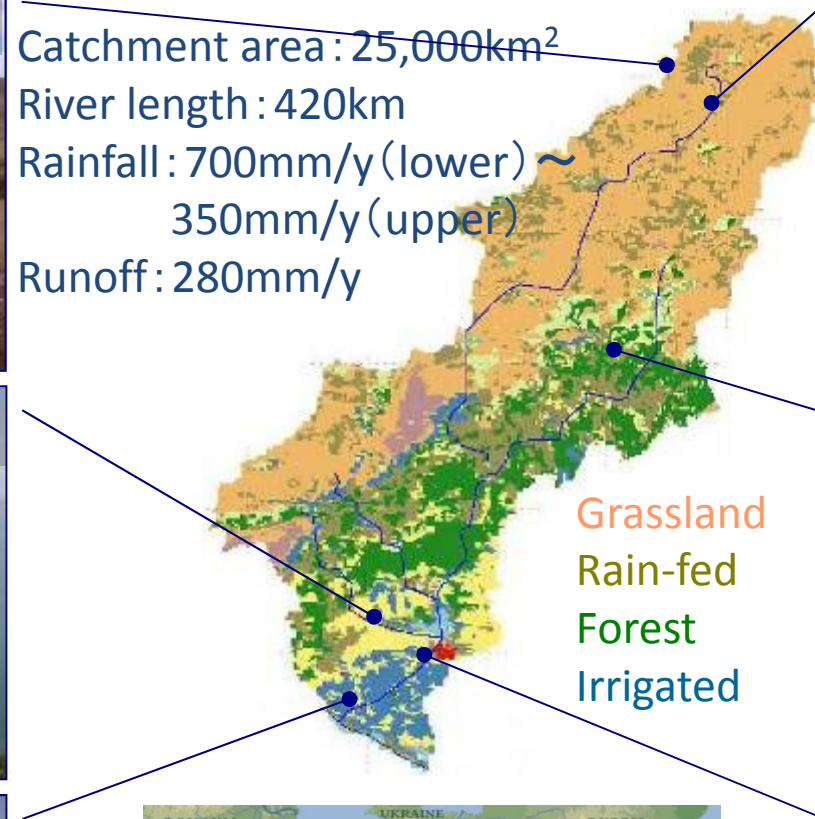 Catchment area：25,000km²
River length：420km
Rainfall：700mm/y（lower）～
350mm/y（upper）
Runoff：280mm/y
Grassland
Rain-fed
Forest
Irrigated
UKRAINE